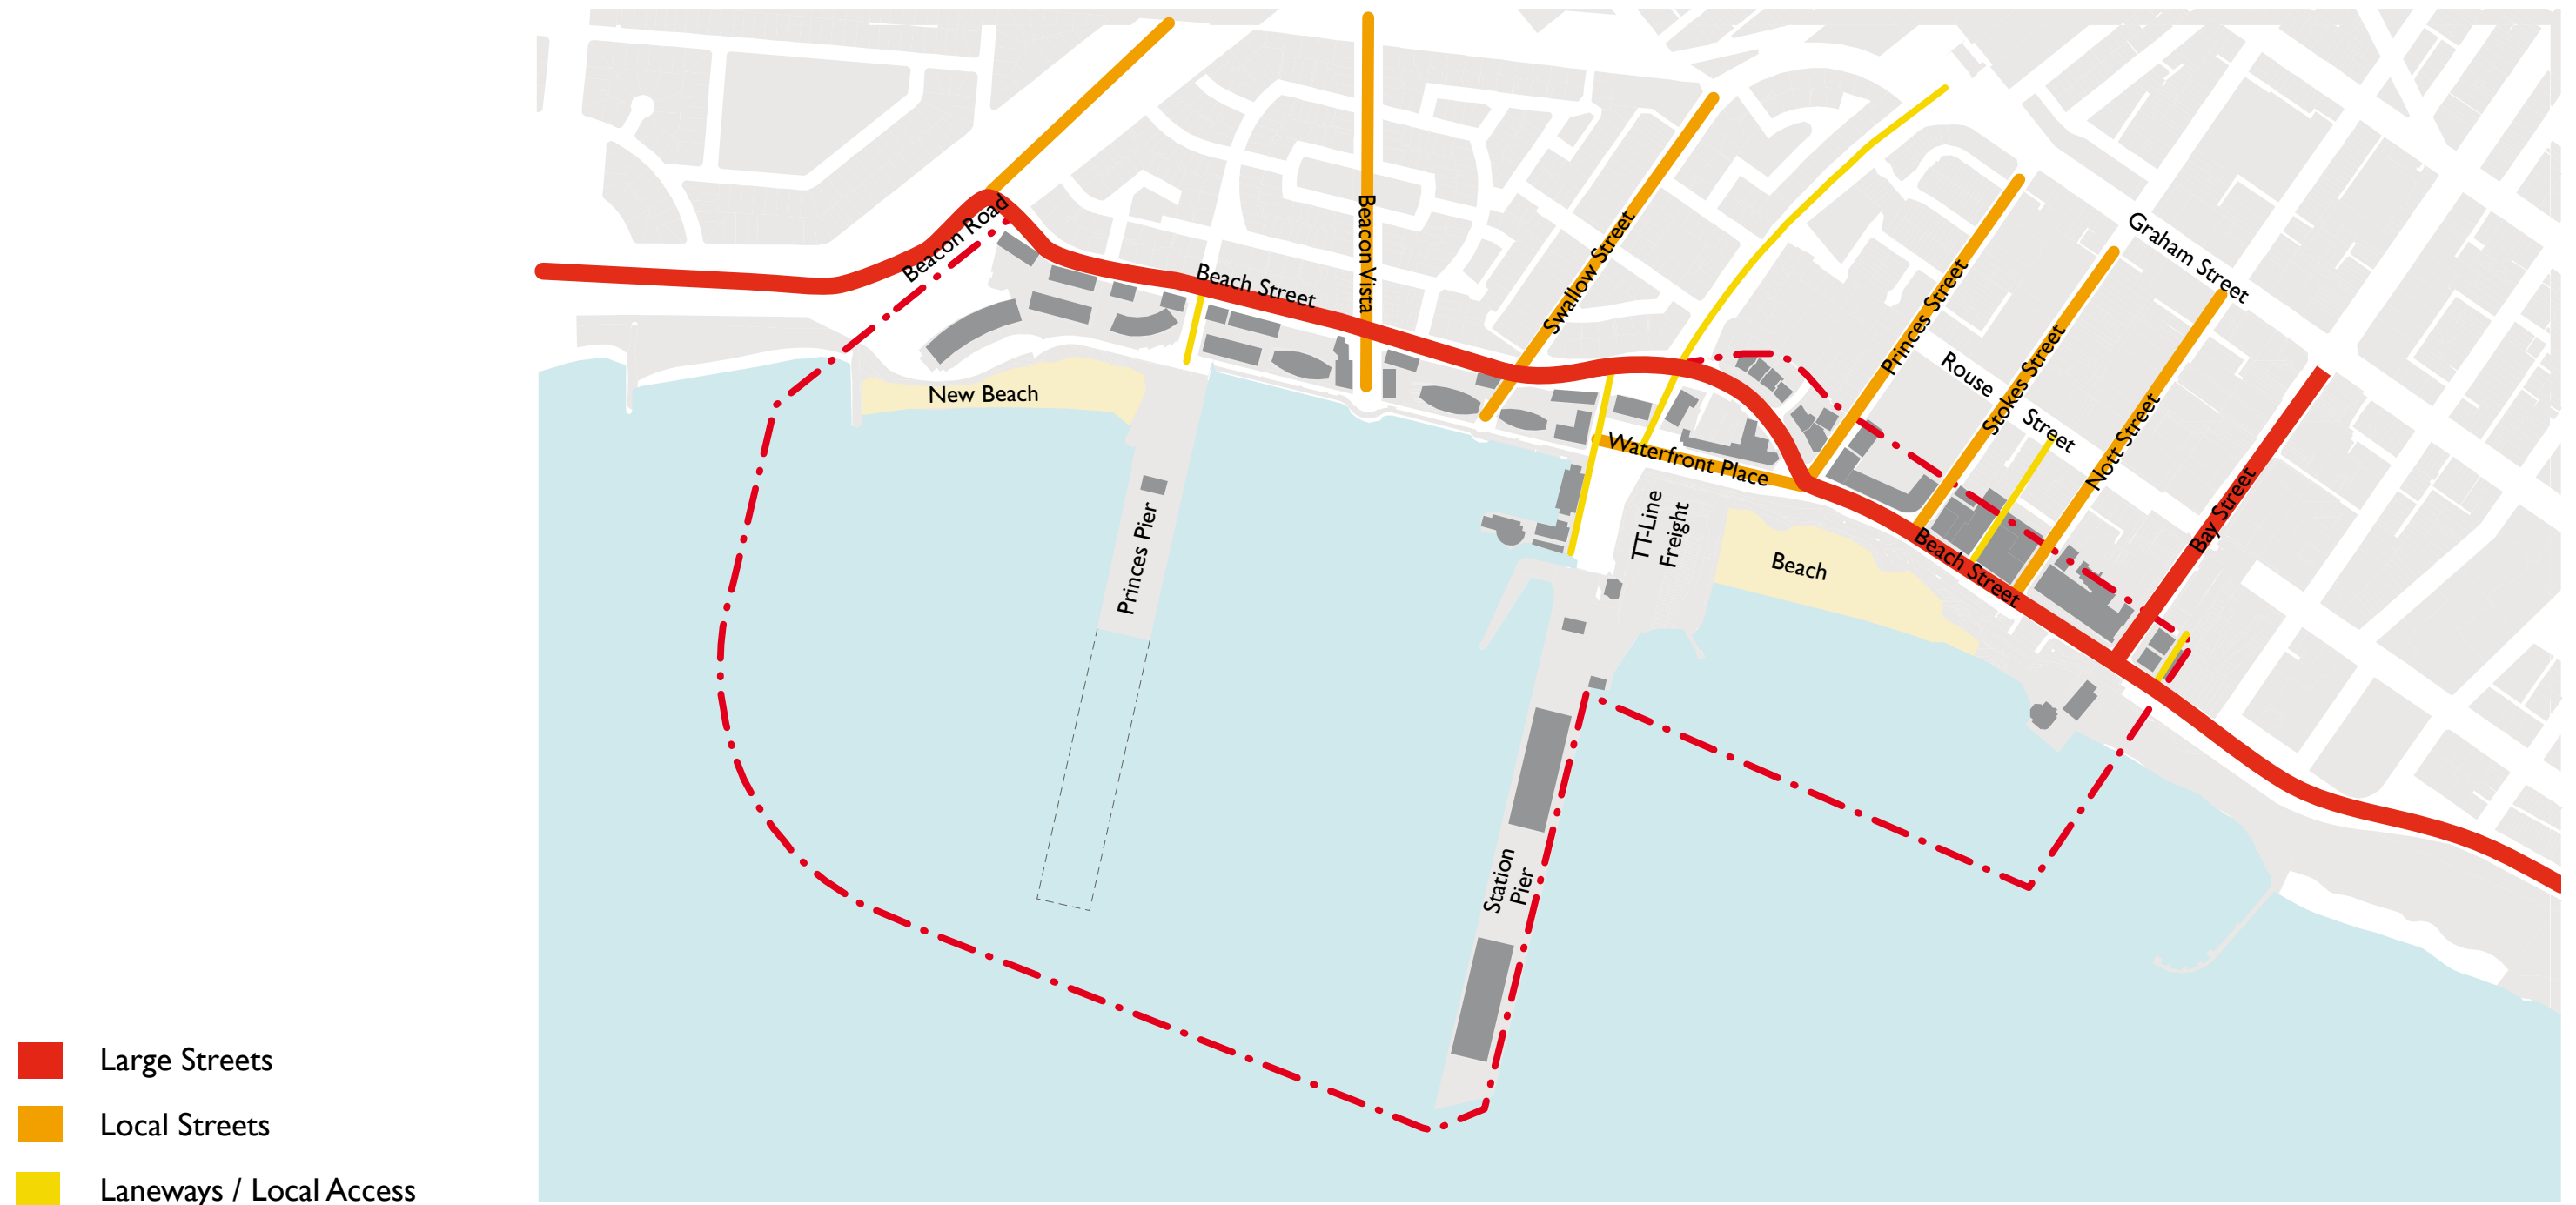 Beacon Road
Beach Street
Beacon Vista
Swallow Street
Graham Street
Princes Street
Rouse Street
Stokes Street
Nott Street
Bay Street
New Beach
Waterfront Place
Princes Pier
TT-Line
Freight
Beach
Beach Street
Station
Pier
Large Streets
Local Streets
Laneways / Local Access